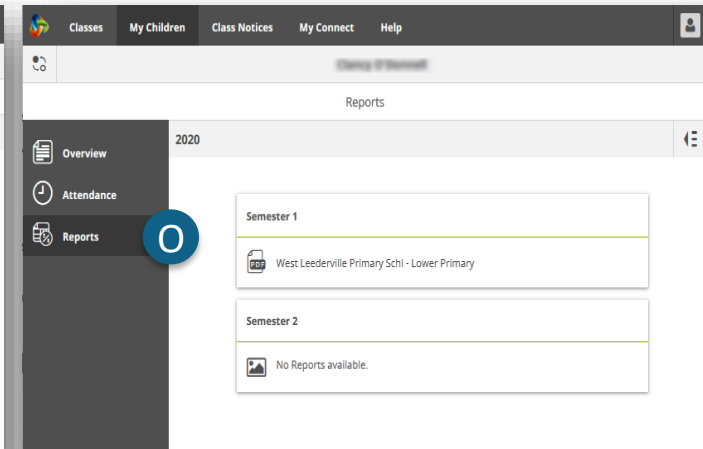 Classes My Children Class Notices My Connect Help
Reports
2020
Overview
Attendance
Reports
O
Semester 1
PDF West Leederville Primary Schl - Lower Primary
Semester 2
No Reports available.